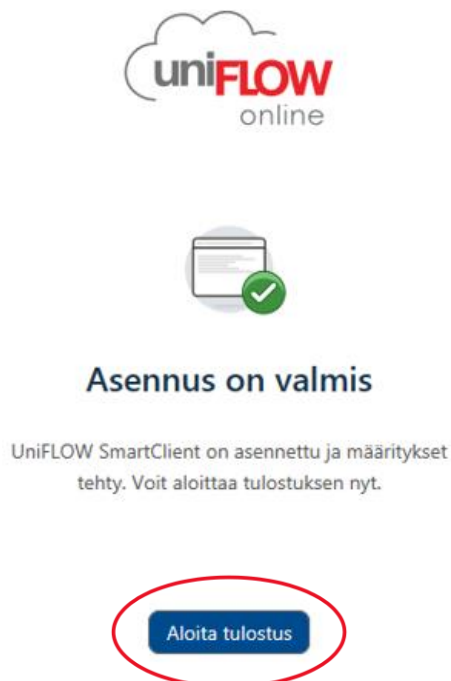 uniFLOW
online
Asennus on valmis
UniFLOW SmartClient on asennettu ja määritykset
tehty. Voit aloittaa tulostuksen nyt.
Aloita tulostus